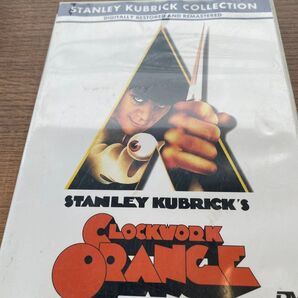 STANLEY KUBRICK COLLECTION
DIGITALLY RESTORED AND REMASTERED
STANLEY KUBRICK'S
CLOCKWORK
ORANGE